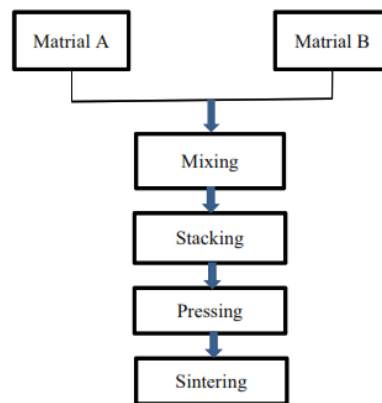 Matrial A
Matrial B
Mixing
Stacking
Pressing
Sintering